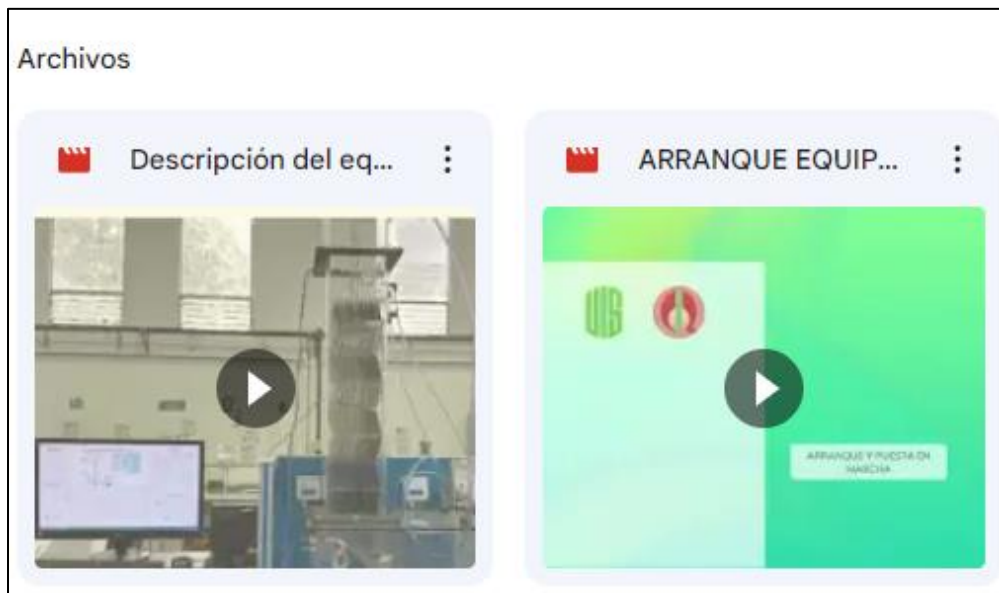 Archivos
Descripción del eq...
ARRANQUE EQUIP...
UIS
ARRANQUE Y PUESTA EN
MARCHA